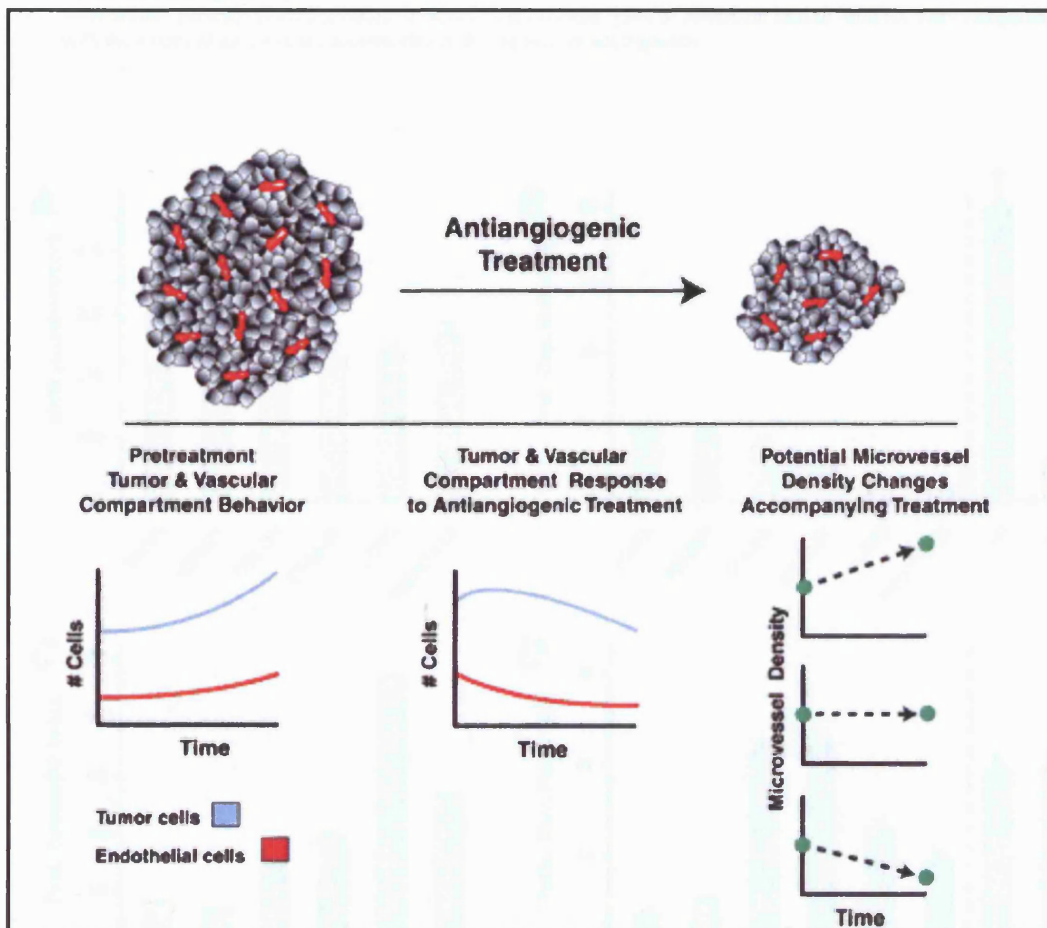 Antiangiogenic
Treatment
Pretreatment
Tumor & Vascular
Compartment Behavior
Tumor & Vascular
Compartment Response
to Antiangiogenic Treatment
Potential Microvessel
Density Changes
Accompanying Treatment
# Cells
Time
# Cells
Time
Microvessel Density
Time
Tumor cells
Endothelial cells